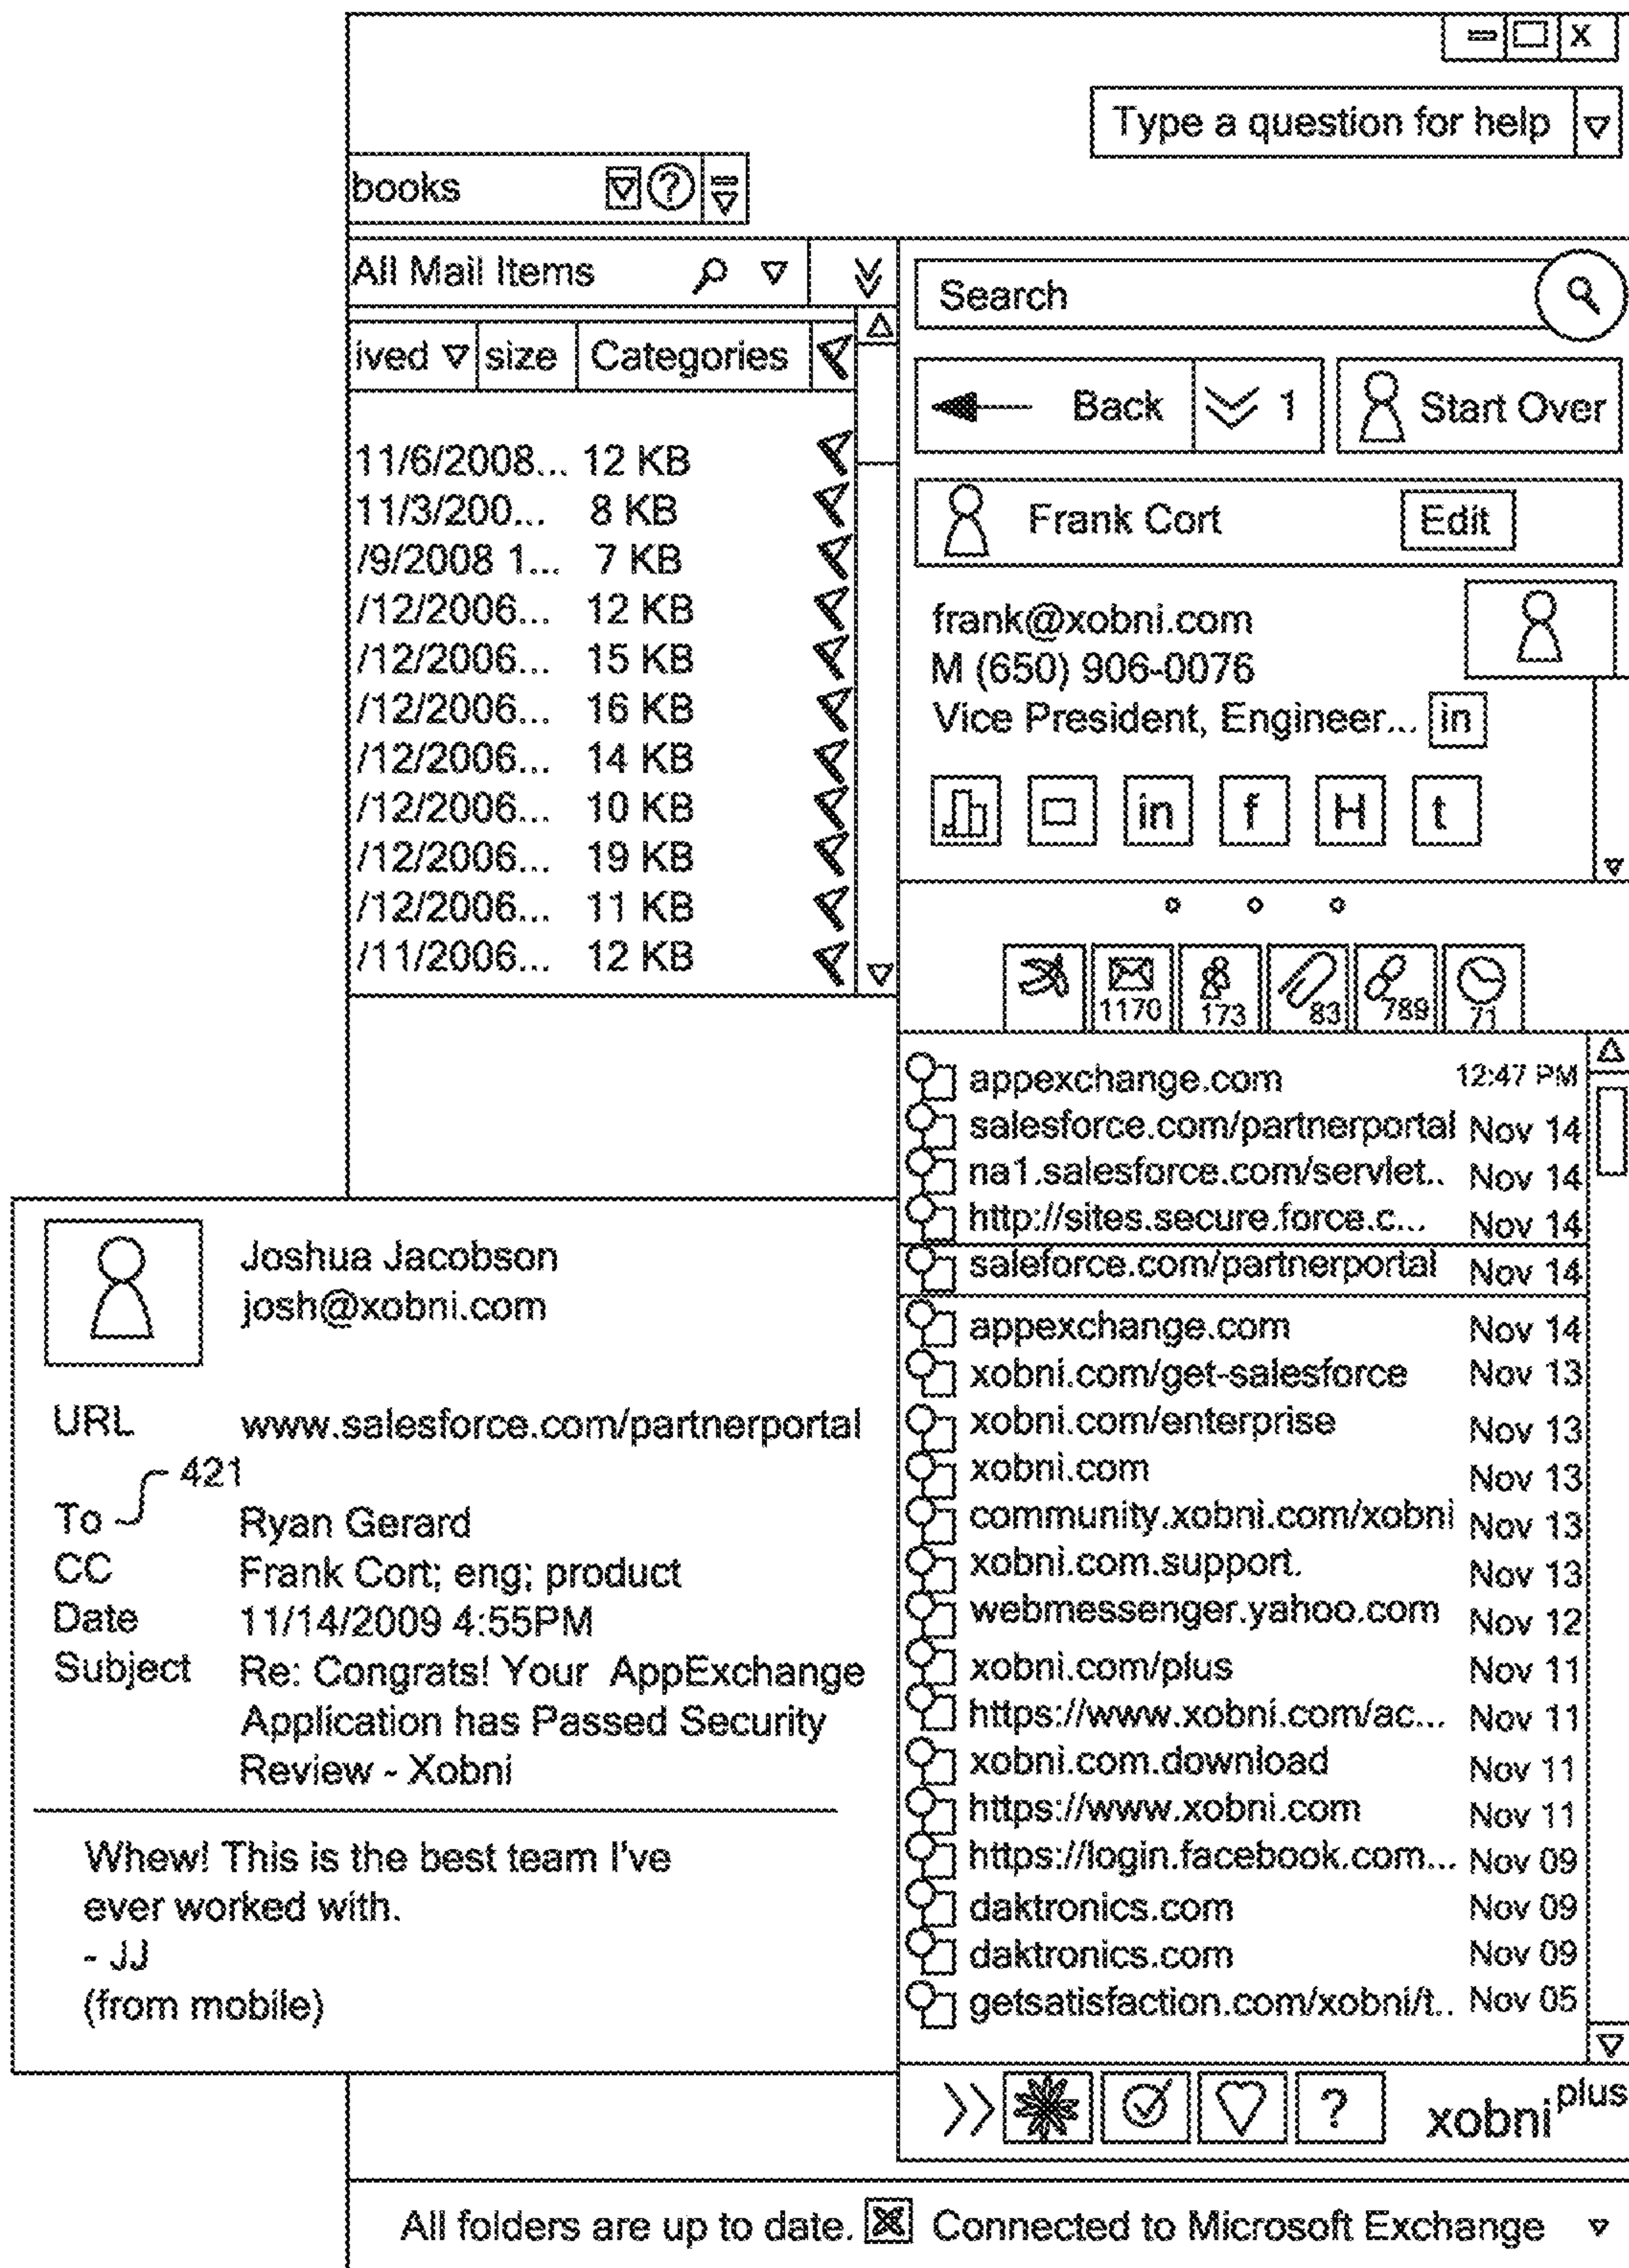 X
Type a question for help
books ?
All Mail Items
ived size Categories
11/6/2008... 12 KB
11/3/200... 8 KB
/9/2008 1... 7 KB
/12/2006... 12 KB
/12/2006... 15 KB
/12/2006... 16 KB
/12/2006... 14 KB
/12/2006... 10 KB
/12/2006... 19 KB
/12/2006... 11 KB
/11/2006... 12 KB
Search
Back 1 Start Over
Frank Cort Edit
frank@xobni.com
M (650) 906-0076
Vice President, Engineer... in
in f H t
1170 173 83 789 71
appexchange.com 12:47 PM
salesforce.com/partnerportal Nov 14
na1.salesforce.com/servlet.. Nov 14
http://sites.secure.force.c... Nov 14
saleforce.com/partnerportal Nov 14
appexchange.com Nov 14
xobni.com/get-salesforce Nov 13
xobni.com/enterprise Nov 13
xobni.com Nov 13
community.xobni.com/xobni Nov 13
xobni.com.support. Nov 13
webmessenger.yahoo.com Nov 12
xobni.com/plus Nov 11
https://www.xobni.com/ac... Nov 11
xobni.com.download Nov 11
https://www.xobni.com Nov 11
https://login.facebook.com... Nov 09
daktronics.com Nov 09
daktronics.com Nov 09
getsatisfaction.com/xobni/t.. Nov 05
? xobni plus
Joshua Jacobson
josh@xobni.com
URL www.salesforce.com/partnerportal
421
To Ryan Gerard
CC Frank Cort; eng; product
Date 11/14/2009 4:55PM
Subject Re: Congrats! Your AppExchange
Application has Passed Security
Review - Xobni
Whew! This is the best team I've
ever worked with.
- JJ
(from mobile)
All folders are up to date. Connected to Microsoft Exchange